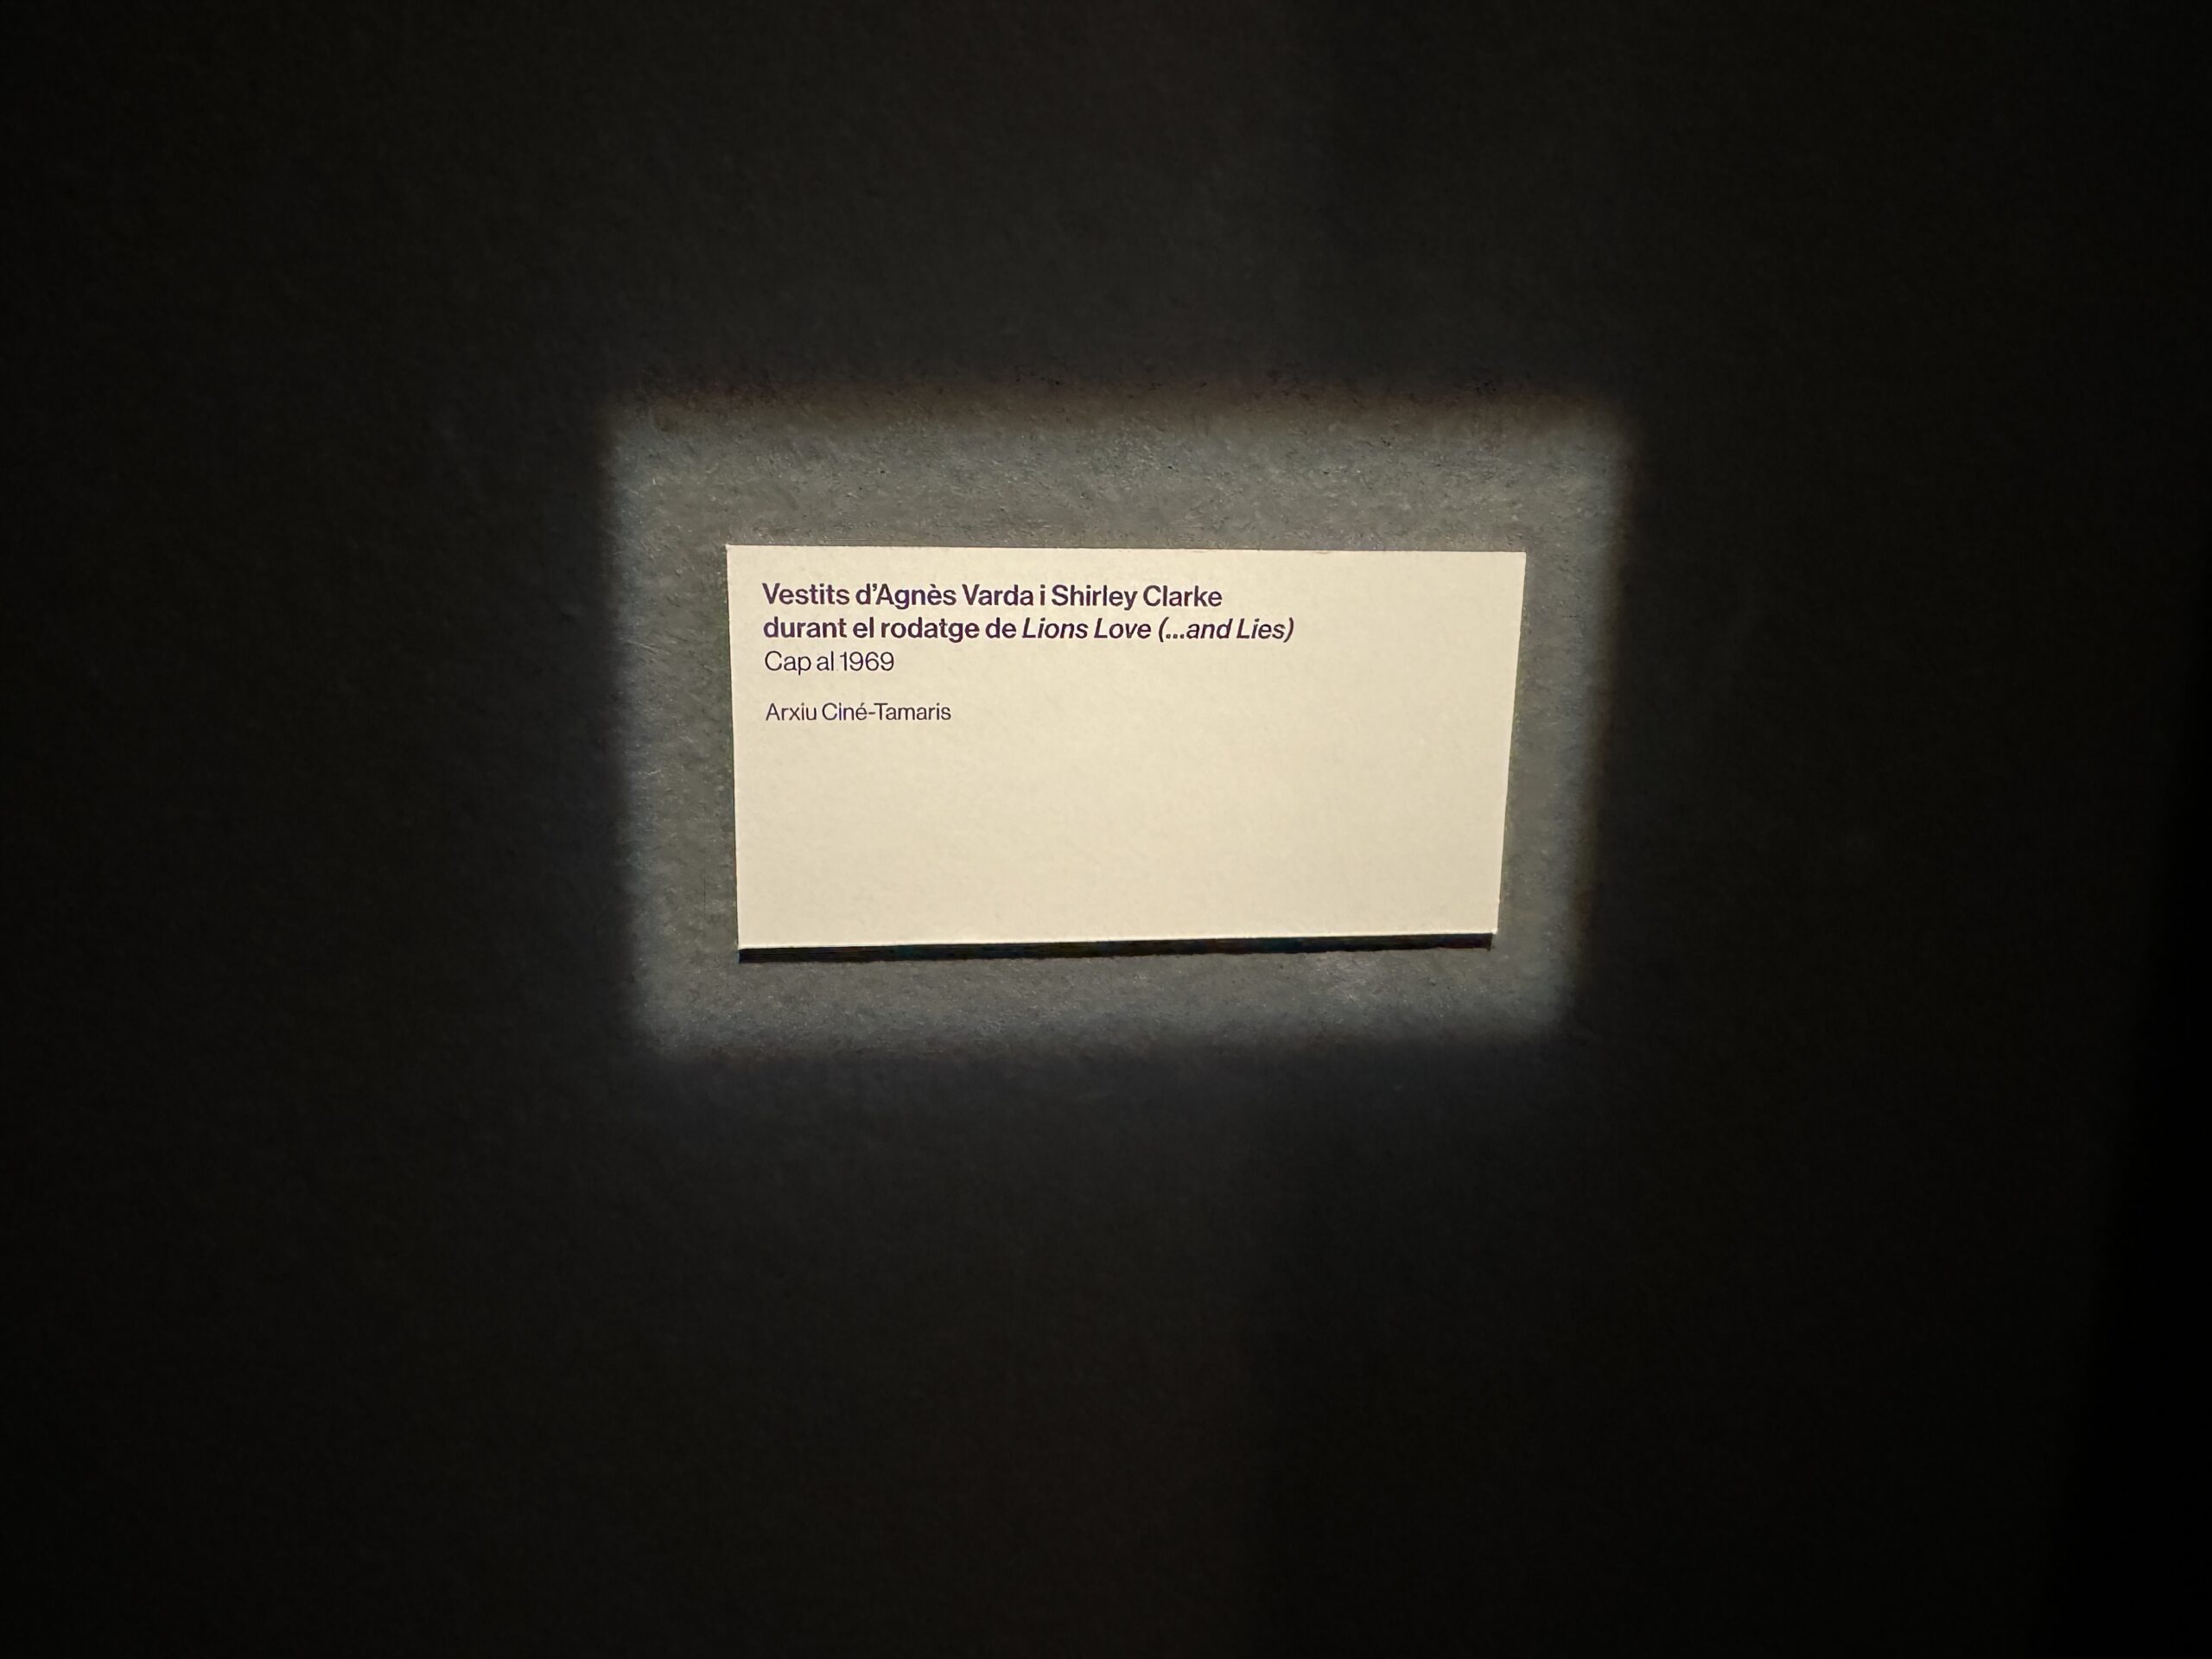 Vestits d’Agnès Varda i Shirley Clarke
durant el rodatge de Lions Love (...and Lies)
Cap al 1969
Arxiu Ciné-Tamaris